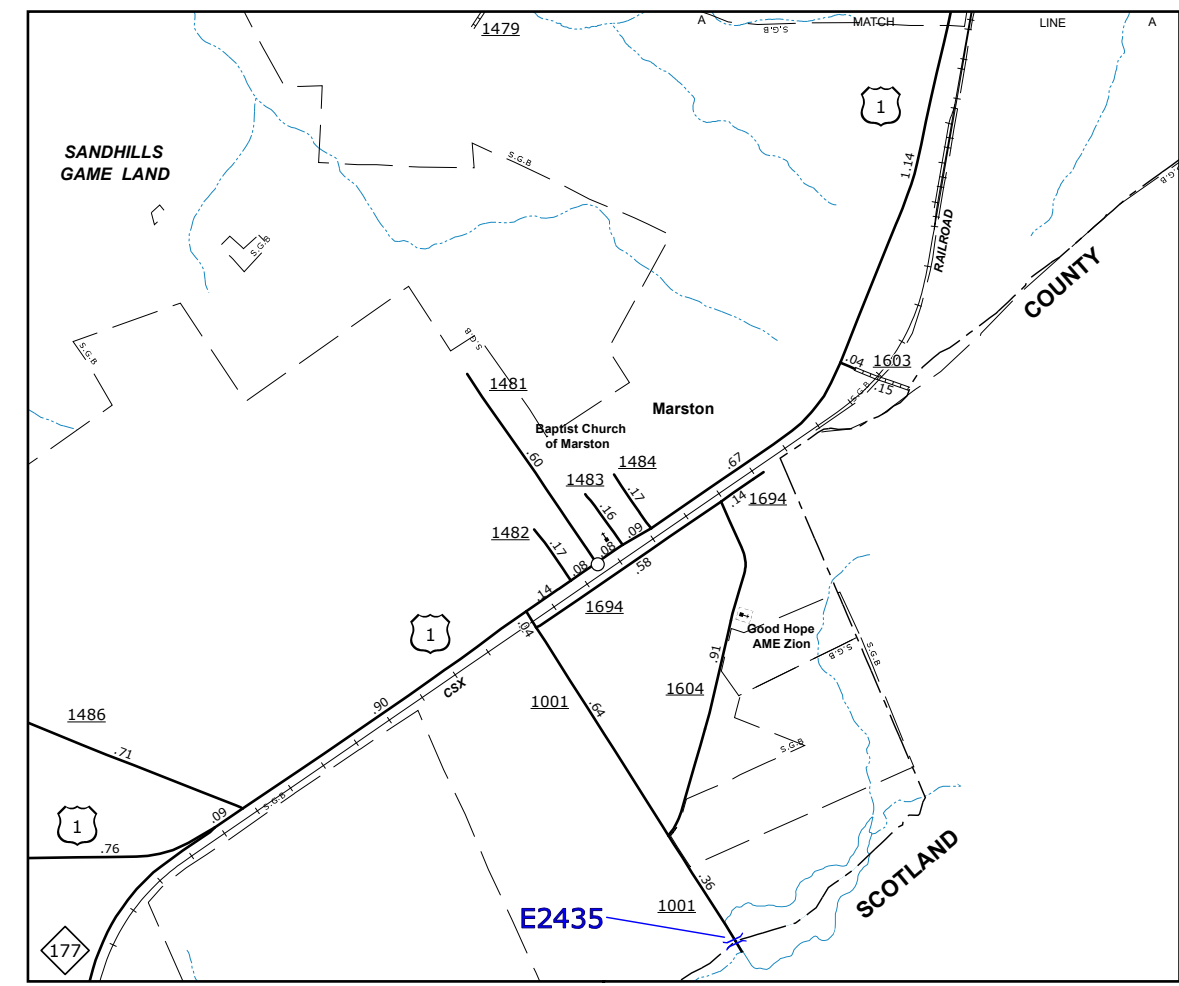 1479
A
MATCH
LINE
A
S.G.B
1
SANDHILLS
GAME LAND
S.G.B
1.14
S.G.B
S.G.B
RAILROAD
COUNTY
S.G.B
S.G.B
.04
1603
.15
S.G.B
1481
Marston
Baptist Church
of Marston
.60
1484
.67
1483
.17
.14
1694
.16
1482
.09
.17
.08
.08
.58
.14
1694
1
.04
Good Hope
AME Zion
S.G.B
S.G.B
.91
CSX
1604
1001
.64
.90
1486
.71
S.G.B
S.G.B
.09
1
.76
SCOTLAND
.36
1001
E2435
177